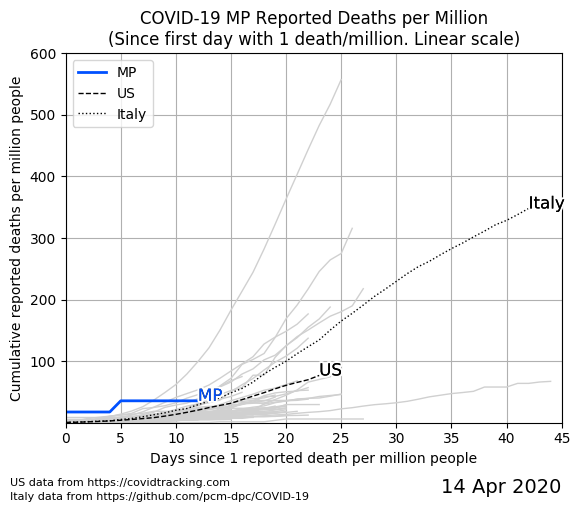 COVID-19 MP Reported Deaths per Million
(Since first day with 1 death/million. Linear scale)
Cumulative reported deaths per million people
600
500
400
300
200
100
MP
US
Italy
Italy
US
MP
0 5 10 15 20 25 30 35 40 45
Days since 1 reported death per million people
US data from https://covidtracking.com
Italy data from https://github.com/pcm-dpc/COVID-19
14 Apr 2020